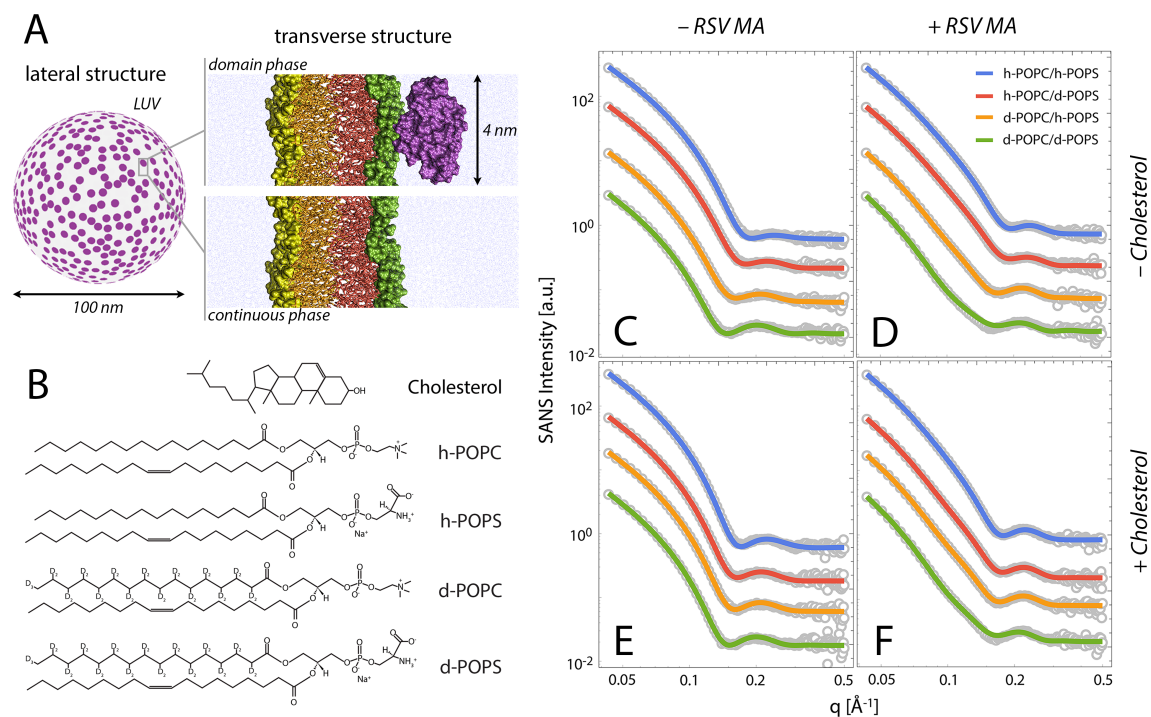 A
lateral structure
LUV
100 nm
transverse structure
domain phase
4 nm
continuous phase
B
Cholesterol
OH
h-POPC
h-POPS
Na⁺
d-POPC
d-POPS
Na⁺
– RSV MA
+ RSV MA
h-POPC/h-POPS
h-POPC/d-POPS
d-POPC/h-POPS
d-POPC/d-POPS
– Cholesterol
+ Cholesterol
SANS Intensity [a.u.]
10²
10⁰
10⁻²
C
D
10²
10⁰
10⁻²
E
F
0.05 0.1 0.2 0.5
0.05 0.1 0.2 0.5
q [Å⁻¹]